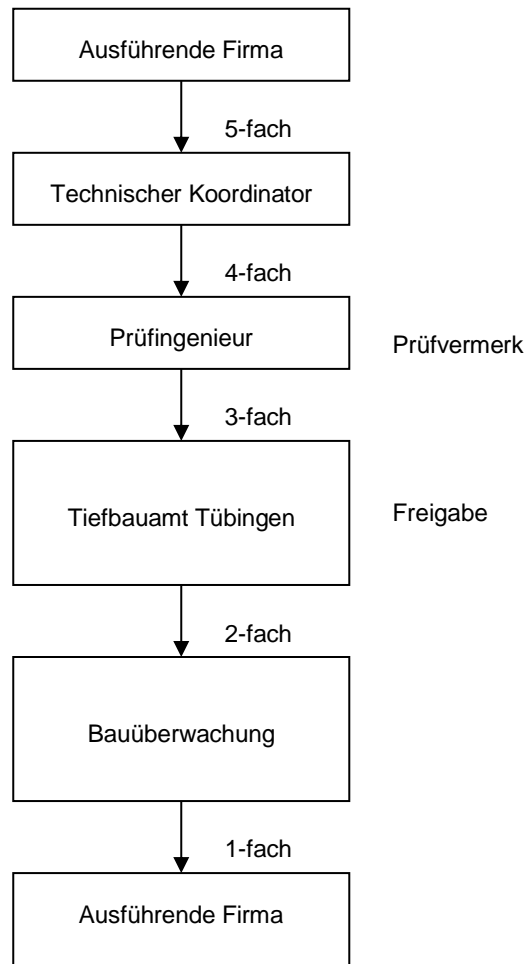 Ausführende Firma
5-fach
Technischer Koordinator
4-fach
Prüfingenieur
Prüfvermerk
3-fach
Tiefbauamt Tübingen
Freigabe
2-fach
Bauüberwachung
1-fach
Ausführende Firma